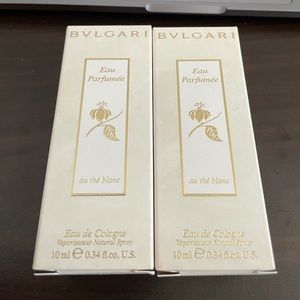 BVLGARI
Eau
Parfumée
au thé blanc
Eau de Cologne
Vaporisateur Natural Spray
10 ml ℮ 0.34 fl.oz. U.S.
BVLGARI
Eau
Parfumée
au thé blanc
Eau de Cologne
Vaporisateur Natural Spray
10 ml ℮ 0.34 fl.oz. U.S.